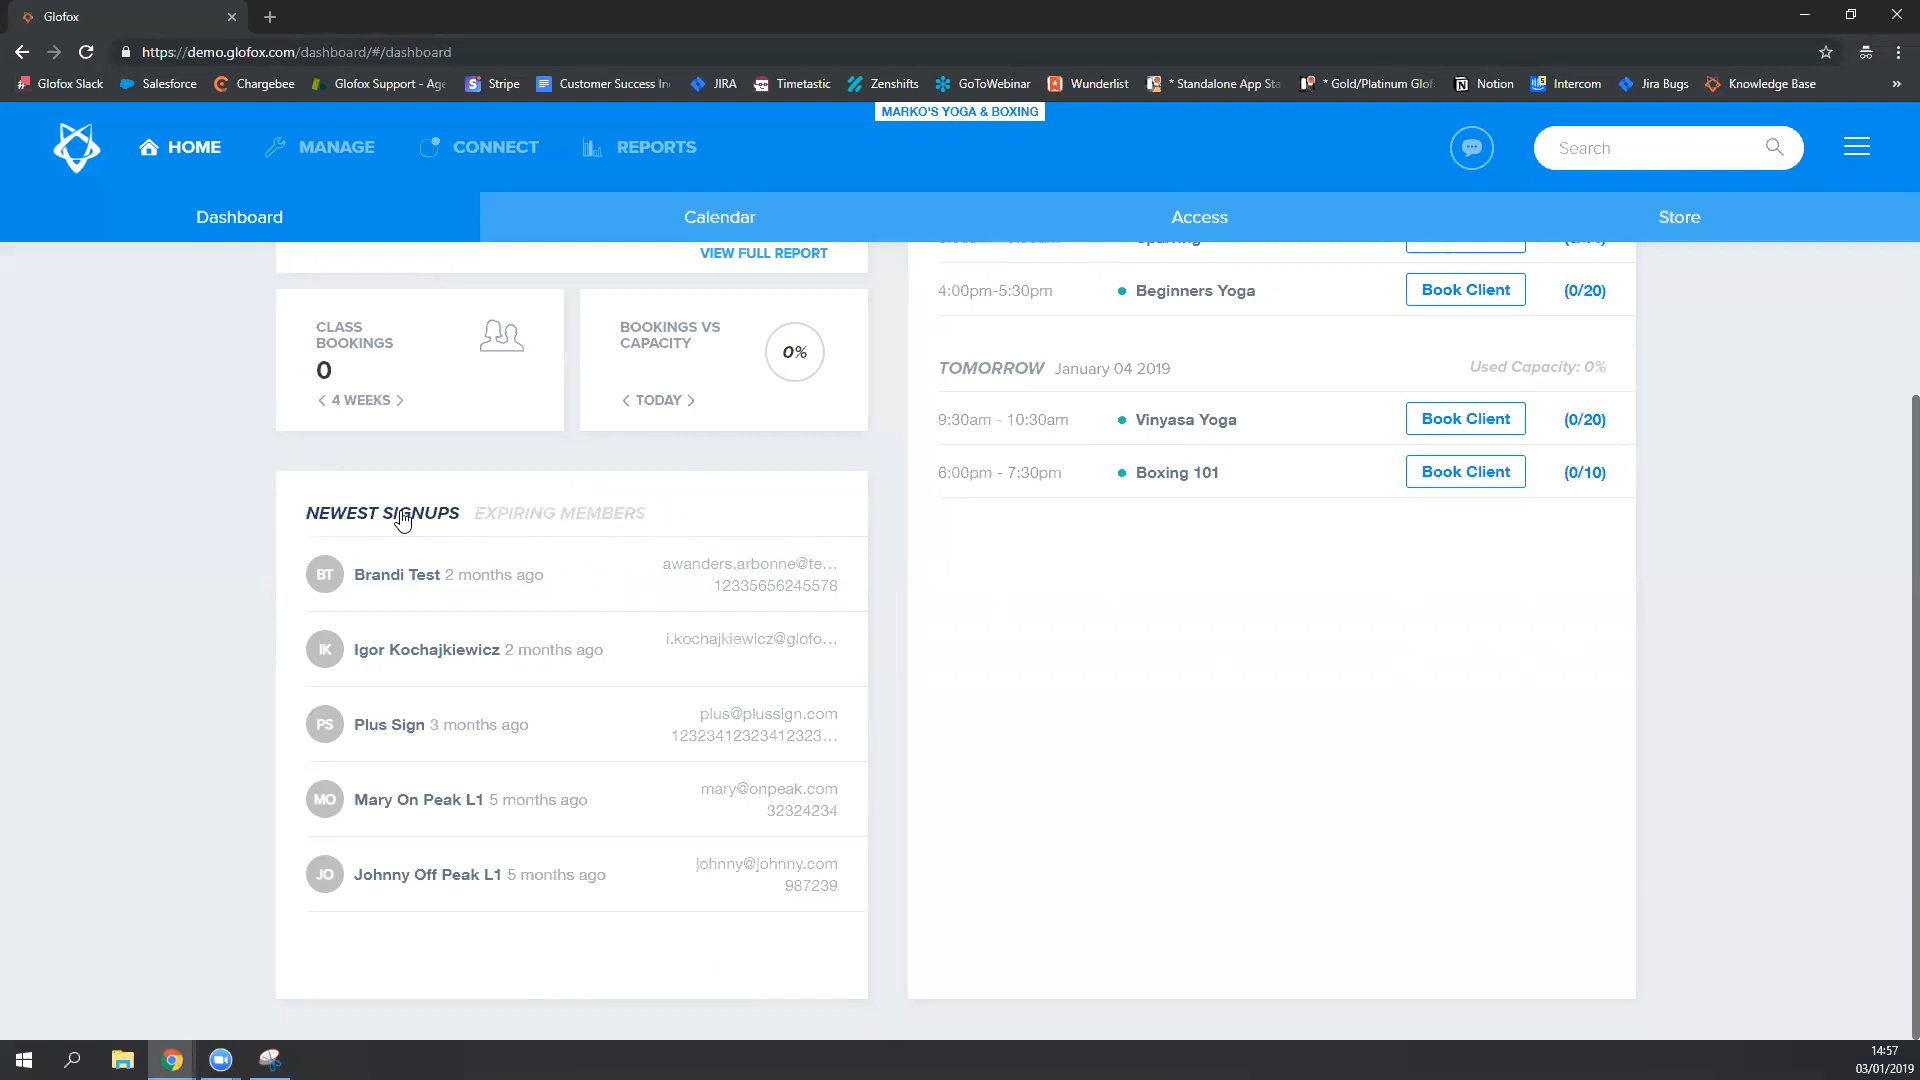 Glofox
https://demo.glofox.com/dashboard/#/dashboard
Glofox Slack
Salesforce
Chargebee
Glofox Support - Age
Stripe
Customer Success In
JIRA
Timetastic
Zenshifts
GoToWebinar
Wunderlist
* Standalone App Sta
* Gold/Platinum Glof
Notion
Intercom
Jira Bugs
Knowledge Base
»
MARKO'S YOGA & BOXING
HOME
MANAGE
CONNECT
REPORTS
Search
Dashboard
Calendar
Access
Store
VIEW FULL REPORT
CLASS
BOOKINGS
0
< 4 WEEKS >
BOOKINGS VS
CAPACITY
0%
< TODAY >
NEWEST SIGNUPS
EXPIRING MEMBERS
BT
Brandi Test 2 months ago
awanders.arbonne@te...
12335656245578
IK
Igor Kochajkiewicz 2 months ago
i.kochajkiewicz@glofo...
PS
Plus Sign 3 months ago
plus@plussign.com
12323412323412323...
MO
Mary On Peak L1 5 months ago
mary@onpeak.com
32324234
JO
Johnny Off Peak L1 5 months ago
johnny@johnny.com
987239
Sparring
4:00pm-5:30pm
Beginners Yoga
Book Client
(0/20)
TOMORROW January 04 2019
Used Capacity: 0%
9:30am - 10:30am
Vinyasa Yoga
Book Client
(0/20)
6:00pm - 7:30pm
Boxing 101
Book Client
(0/10)
14:57
03/01/2019